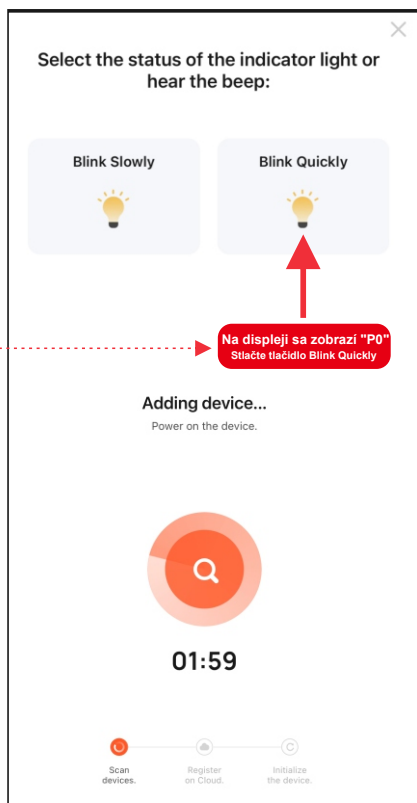 Select the status of the indicator light or
hear the beep:
Blink Slowly
Blink Quickly
Na displeji sa zobrazí "P0"
Stlačte tlačidlo Blink Quickly
Adding device...
Power on the device.
01:59
Scan
devices.
Register
on Cloud.
Initialize
the device.